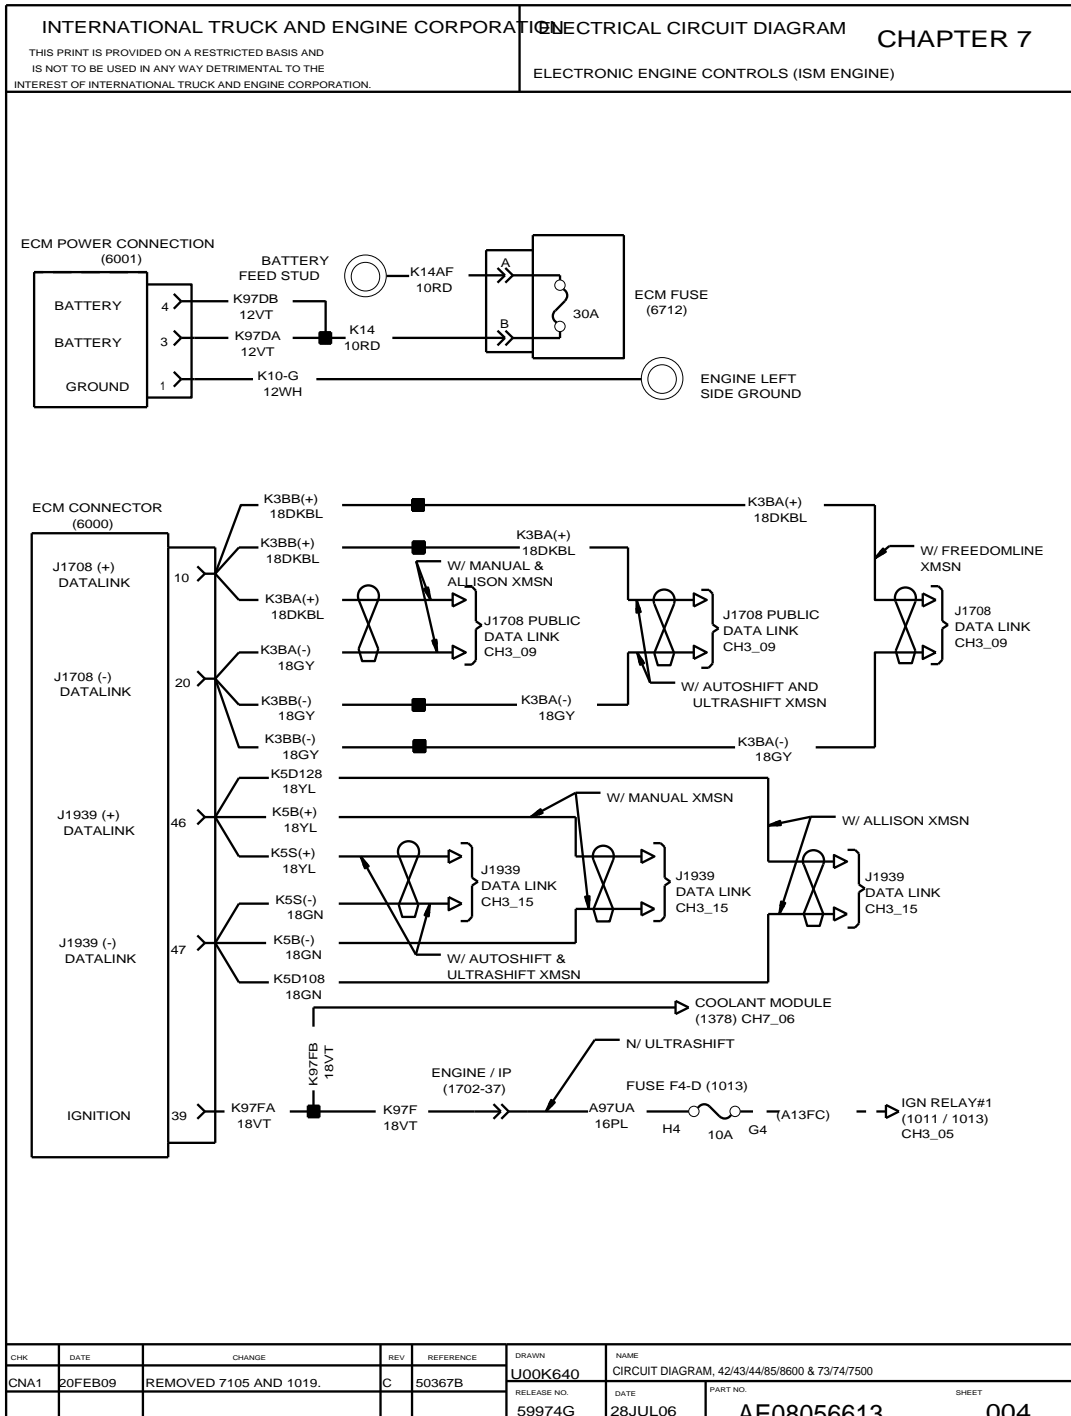 INTERNATIONAL TRUCK AND ENGINE CORPORATION
THIS PRINT IS PROVIDED ON A RESTRICTED BASIS AND
IS NOT TO BE USED IN ANY WAY DETRIMENTAL TO THE
INTEREST OF INTERNATIONAL TRUCK AND ENGINE CORPORATION.
ELECTRICAL CIRCUIT DIAGRAM
CHAPTER 7
ELECTRONIC ENGINE CONTROLS (ISM ENGINE)
ECM POWER CONNECTION
(6001)
BATTERY
4
BATTERY
3
GROUND
1
K97DB
12VT
K97DA
12VT
K14
10RD
K10-G
12WH
BATTERY
FEED STUD
K14AF
10RD
A
B
30A
ECM FUSE
(6712)
ENGINE LEFT
SIDE GROUND
ECM CONNECTOR
(6000)
J1708 (+)
DATALINK
10
J1708 (-)
DATALINK
20
J1939 (+)
DATALINK
46
J1939 (-)
DATALINK
47
IGNITION
39
K3BB(+)
18DKBL
K3BA(+)
18DKBL
K3BB(+)
18DKBL
K3BA(+)
18DKBL
W/ FREEDOMLINE
XMSN
W/ MANUAL &
ALLISON XMSN
K3BA(+)
18DKBL
J1708 PUBLIC
DATA LINK
CH3_09
J1708 PUBLIC
DATA LINK
CH3_09
J1708
DATA LINK
CH3_09
K3BA(-)
18GY
W/ AUTOSHIFT AND
ULTRASHIFT XMSN
K3BB(-)
18GY
K3BA(-)
18GY
K3BB(-)
18GY
K3BA(-)
18GY
K5D128
18YL
W/ MANUAL XMSN
K5B(+)
18YL
W/ ALLISON XMSN
K5S(+)
18YL
J1939
DATA LINK
CH3_15
J1939
DATA LINK
CH3_15
J1939
DATA LINK
CH3_15
K5S(-)
18GN
K5B(-)
18GN
W/ AUTOSHIFT &
ULTRASHIFT XMSN
K5D108
18GN
COOLANT MODULE
(1378) CH7_06
K97FB
18VT
N/ ULTRASHIFT
ENGINE / IP
(1702-37)
FUSE F4-D (1013)
K97FA
18VT
K97F
18VT
A97UA
16PL
H4
10A
G4
(A13FC)
IGN RELAY#1
(1011 / 1013)
CH3_05
CHK
DATE
CHANGE
REV
REFERENCE
CNA1
20FEB09
REMOVED 7105 AND 1019.
C
50367B
DRAWN
U00K640
NAME
CIRCUIT DIAGRAM, 42/43/44/85/8600 & 73/74/7500
RELEASE NO.
59974G
DATE
28JUL06
PART NO.
AE08056613
SHEET
004